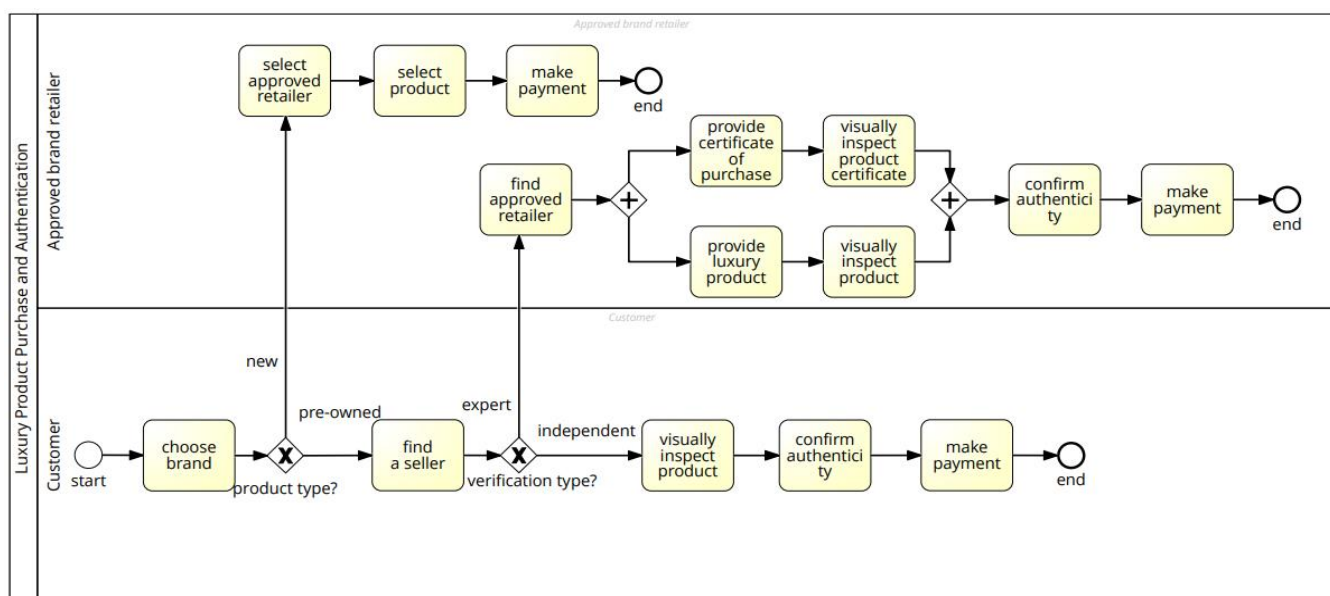 Luxury Product Purchase and Authentication
Approved brand retailer
Approved brand retailer
select
approved
retailer
select
product
make
payment
end
find
approved
retailer
provide
certificate
of
purchase
visually
inspect
product
certificate
provide
luxury
product
visually
inspect
product
confirm
authentici
ty
make
payment
end
Customer
Customer
new
pre-owned
expert
independent
start
choose
brand
product type?
find
a seller
verification type?
visually
inspect
product
confirm
authentici
ty
make
payment
end